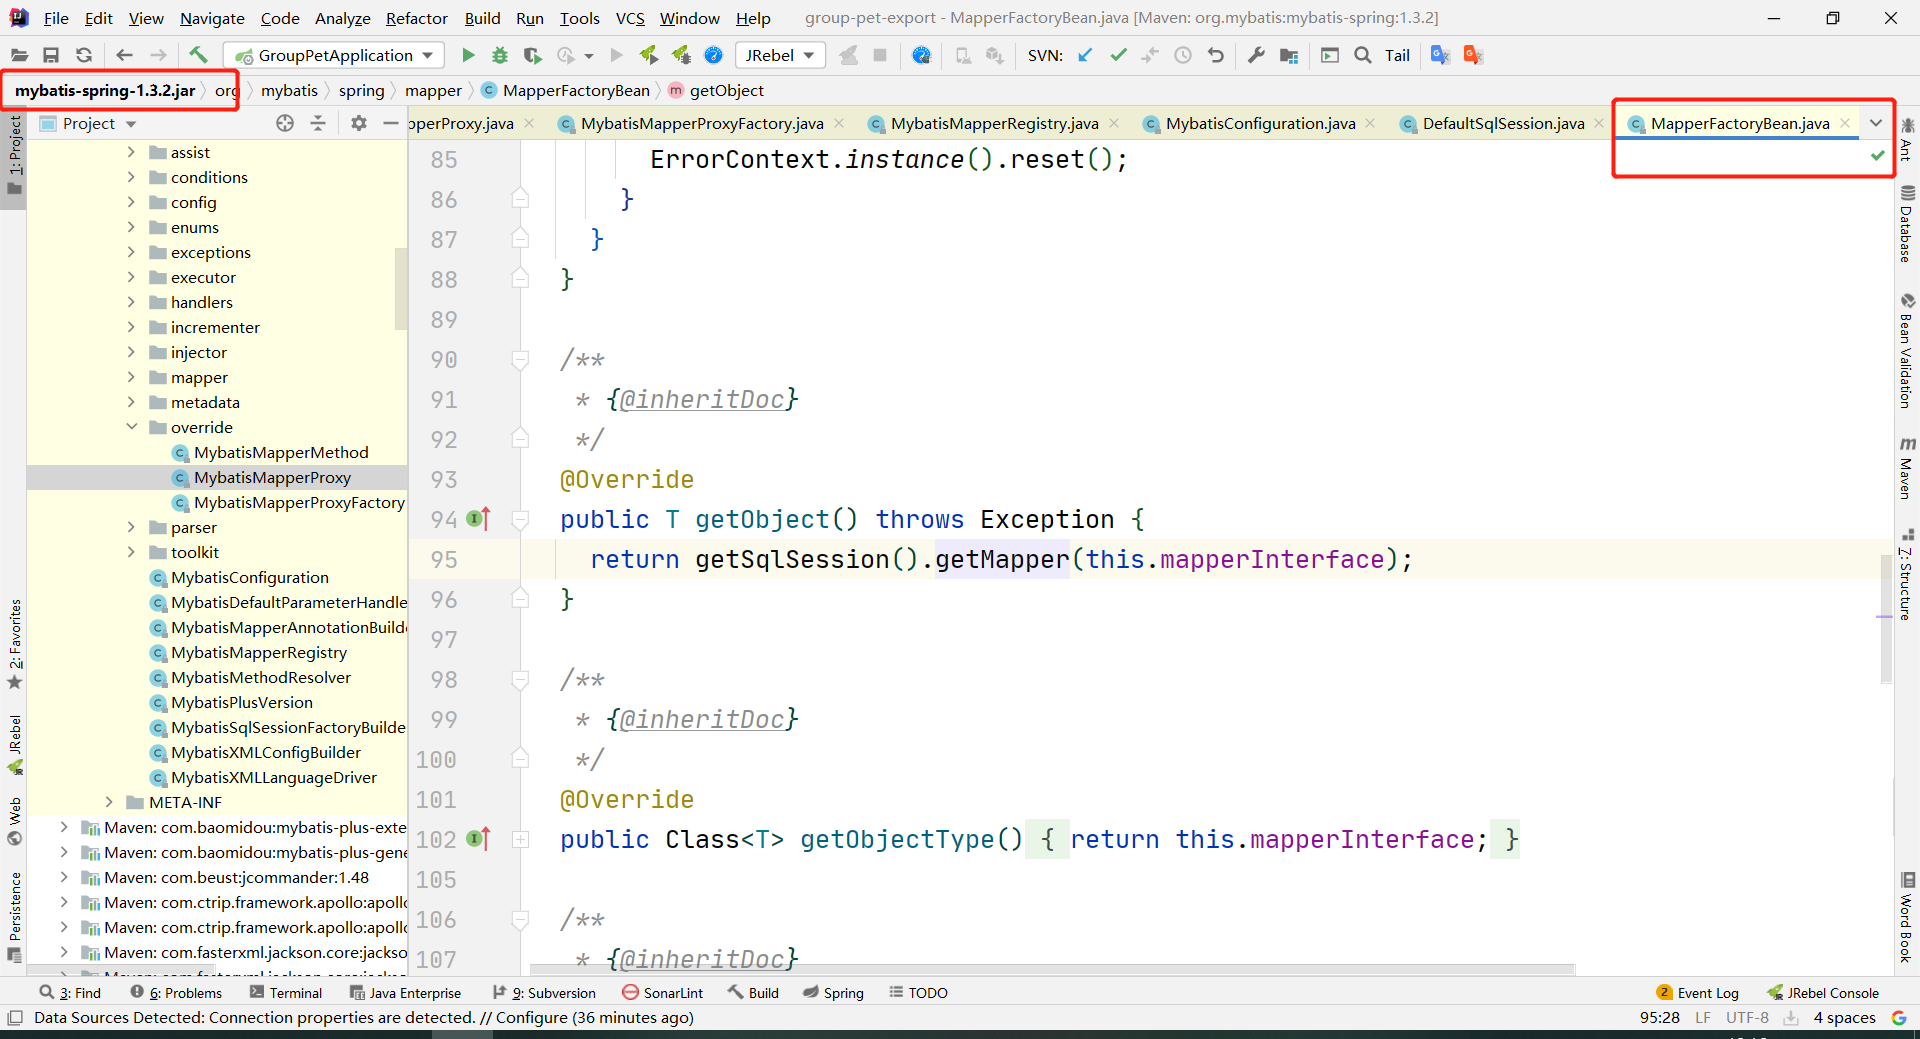 File Edit View Navigate Code Analyze Refactor Build Run Tools VCS Window Help group-pet-export - MapperFactoryBean.java [Maven: org.mybatis:mybatis-spring:1.3.2]
GroupPetApplication JRebel SVN: Tail
mybatis-spring-1.3.2.jar org mybatis spring mapper MapperFactoryBean getObject
Project
pperProxy.java MybatisMapperProxyFactory.java MybatisMapperRegistry.java MybatisConfiguration.java DefaultSqlSession.java MapperFactoryBean.java
1: Project
2: Favorites
JRebel
Web
Persistence
assist
conditions
config
enums
exceptions
executor
handlers
incrementer
injector
mapper
metadata
override
MybatisMapperMethod
MybatisMapperProxy
MybatisMapperProxyFactory
parser
toolkit
MybatisConfiguration
MybatisDefaultParameterHandle
MybatisMapperAnnotationBuild
MybatisMapperRegistry
MybatisMethodResolver
MybatisPlusVersion
MybatisSqlSessionFactoryBuilde
MybatisXMLConfigBuilder
MybatisXMLLanguageDriver
META-INF
Maven: com.baomidou:mybatis-plus-exte
Maven: com.baomidou:mybatis-plus-gene
Maven: com.beust:jcommander:1.48
Maven: com.ctrip.framework.apollo:apollo
Maven: com.ctrip.framework.apollo:apollo
Maven: com.fasterxml.jackson.core:jackso
85 ErrorContext.instance().reset();
86 }
87 }
88 }
89
90 /**
91 * {@inheritDoc}
92 */
93 @Override
94 public T getObject() throws Exception {
95 return getSqlSession().getMapper(this.mapperInterface);
96 }
97
98 /**
99 * {@inheritDoc}
100 */
101 @Override
102 public Class<T> getObjectType() { return this.mapperInterface; }
105
106 /**
107 * {@inheritDoc}
Ant
Database
Bean Validation
Maven
7: Structure
Word Book
3: Find 6: Problems Terminal Java Enterprise 9: Subversion SonarLint Build Spring TODO 2 Event Log JRebel Console
Data Sources Detected: Connection properties are detected. // Configure (36 minutes ago) 95:28 LF UTF-8 4 spaces